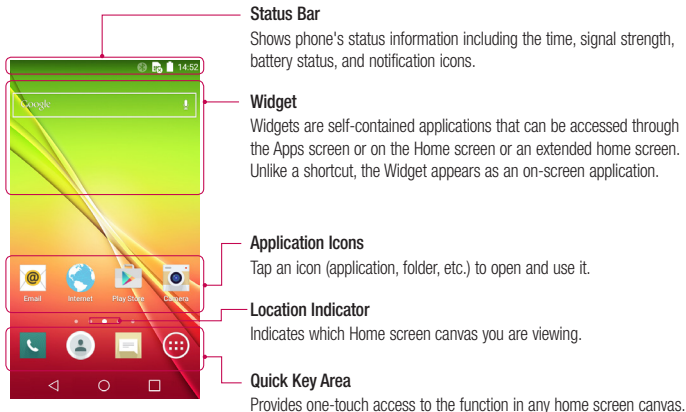 Status Bar
Shows phone's status information including the time, signal strength,
battery status, and notification icons.
14:52
Google
Widget
Widgets are self-contained applications that can be accessed through
the Apps screen or on the Home screen or an extended home screen.
Unlike a shortcut, the Widget appears as an on-screen application.
Application Icons
Tap an icon (application, folder, etc.) to open and use it.
Email Internet Play Store Camera
Location Indicator
Indicates which Home screen canvas you are viewing.
Quick Key Area
Provides one-touch access to the function in any home screen canvas.